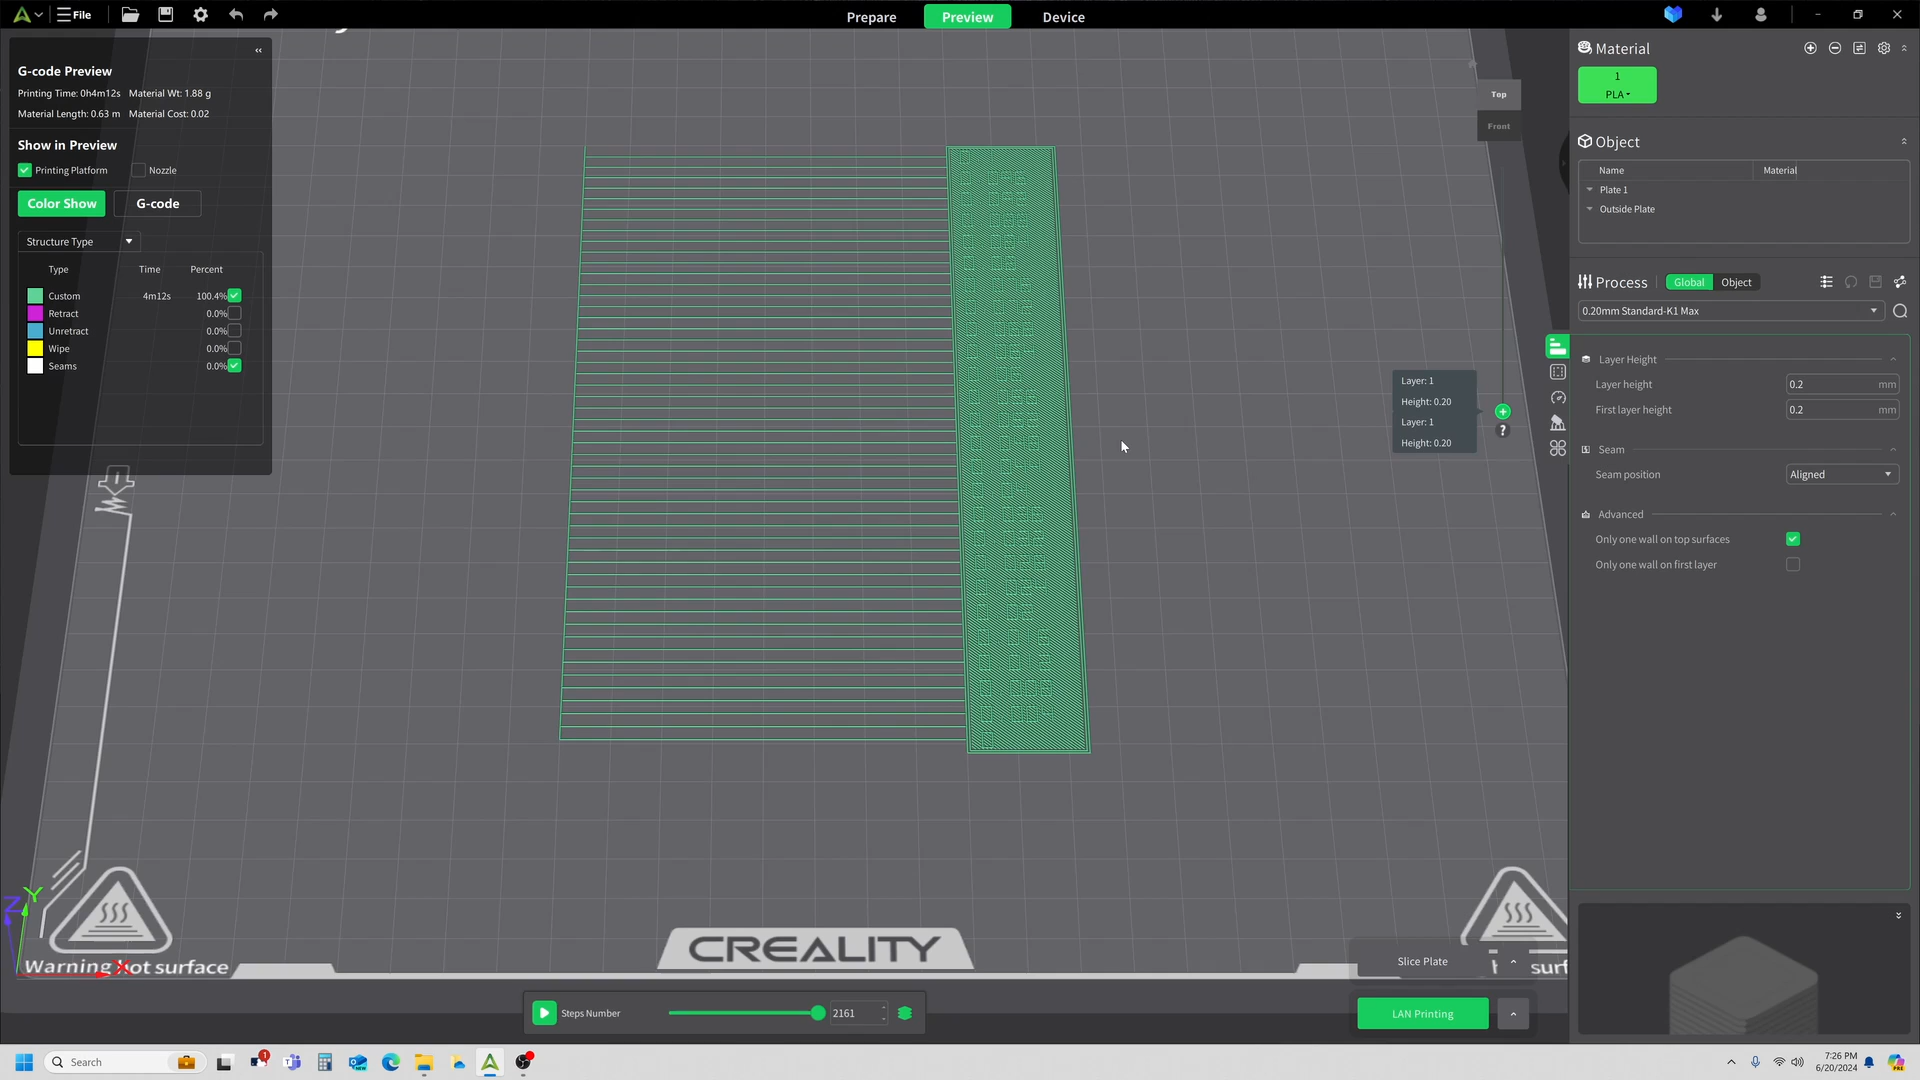 File
Prepare
Preview
Device
G-code Preview
Printing Time: 0h4m12s Material Wt: 1.88 g
Material Length: 0.63 m Material Cost: 0.02
Show in Preview
Printing Platform Nozzle
Color Show G-code
Structure Type
Type Time Percent
Custom 4m12s 100.4%
Retract 0.0%
Unretract 0.0%
Wipe 0.0%
Seams 0.0%
Top
Front
Layer: 1
Height: 0.20
Layer: 1
Height: 0.20
?
Material
1
PLA
Object
Name Material
Plate 1
Outside Plate
Process Global Object
0.20mm Standard-K1 Max
Layer Height
Layer height 0.2 mm
First layer height 0.2 mm
Seam
Seam position Aligned
Advanced
Only one wall on top surfaces
Only one wall on first layer
Z Y X
Warning Hot surface
CREALITY
surf
Slice Plate
Steps Number 2161
LAN Printing
Search
1
7:26 PM
6/20/2024